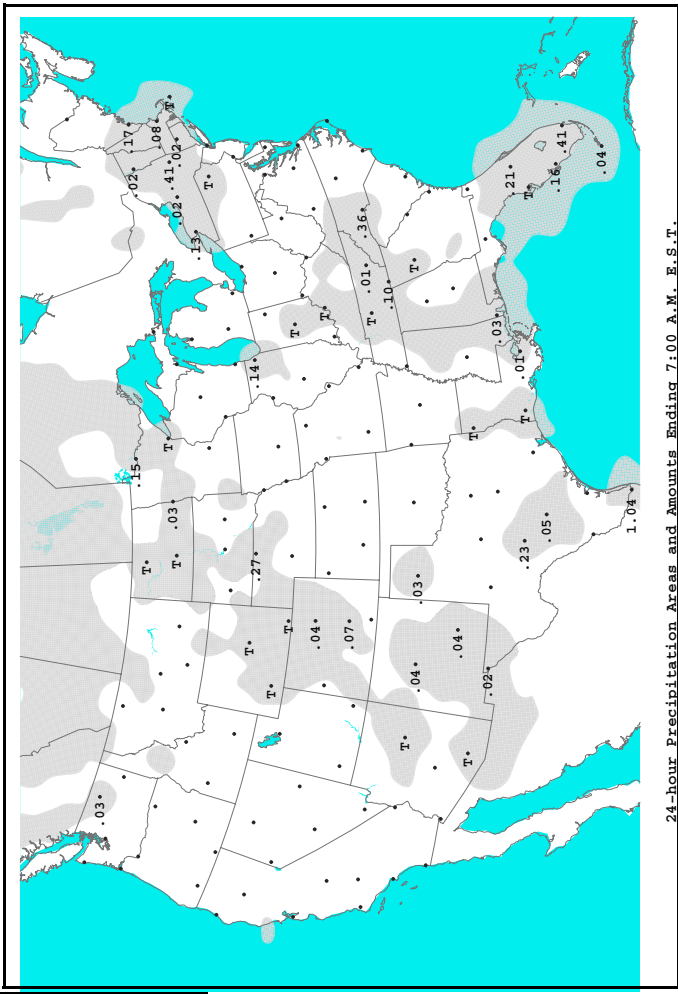 .03
.17
.02
.15
T
.08
T
.41
.02
.02
T
.03
T
.13
T
T
.27
.14
T
T
T
.04
T
.07
T
.01
.36
.10
T
.04
.03
T
.04
T
.02
T
.03
.23
T
.01
T
.21
.05
.16
.41
.04
1.04
24-hour Precipitation Areas and Amounts Ending 7:00 A.M. E.S.T.